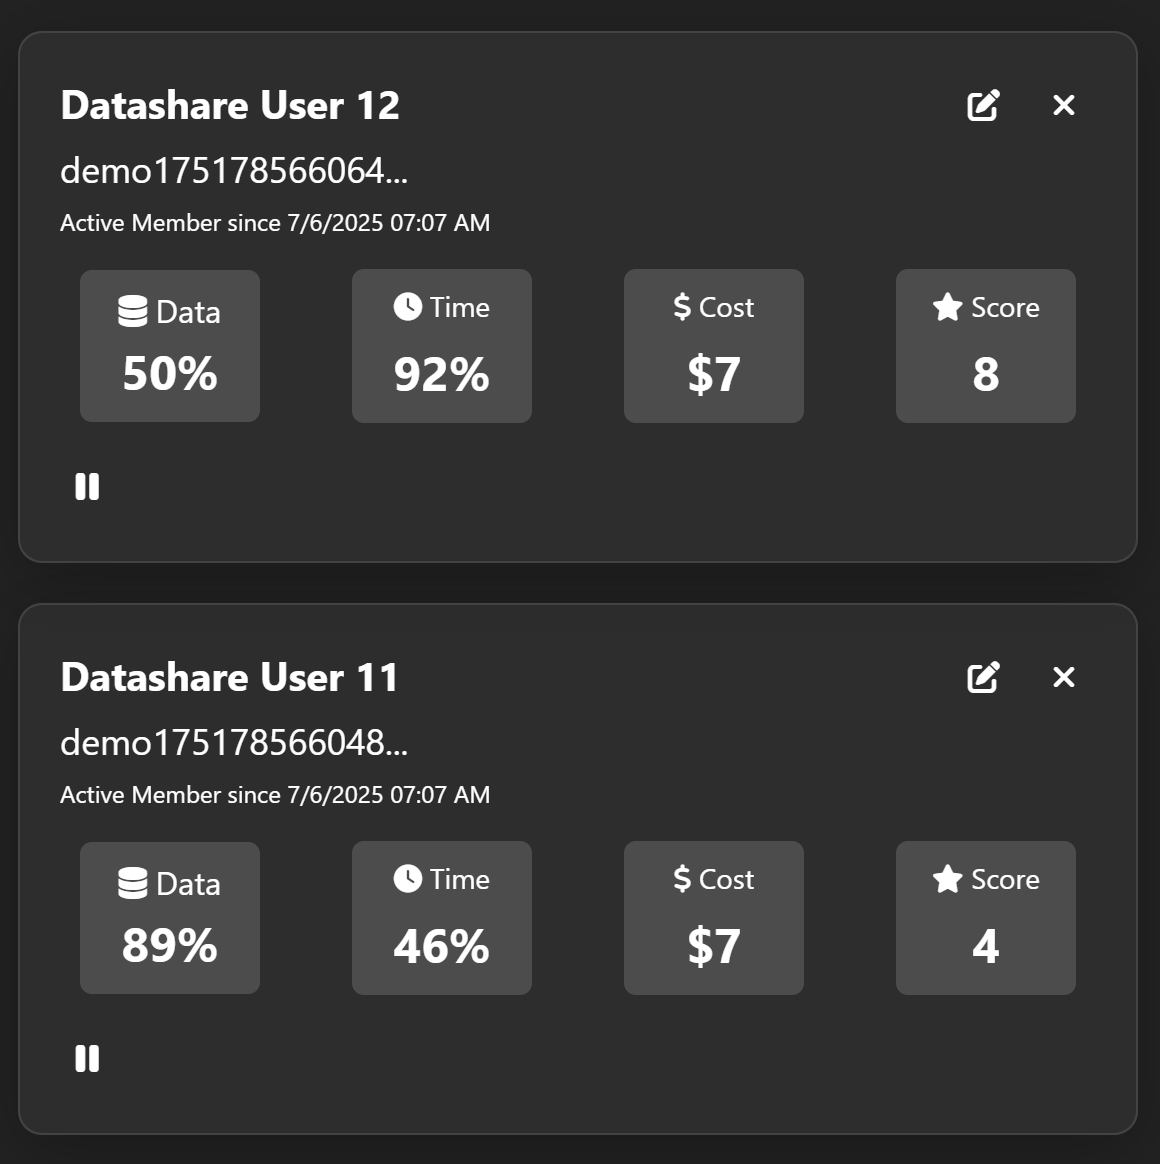 Datashare User 12
demo175178566064...
Active Member since 7/6/2025 07:07 AM
Data Time $ Cost Score
50% 92% $7 8
Datashare User 11
demo175178566048...
Active Member since 7/6/2025 07:07 AM
Data Time $ Cost Score
89% 46% $7 4